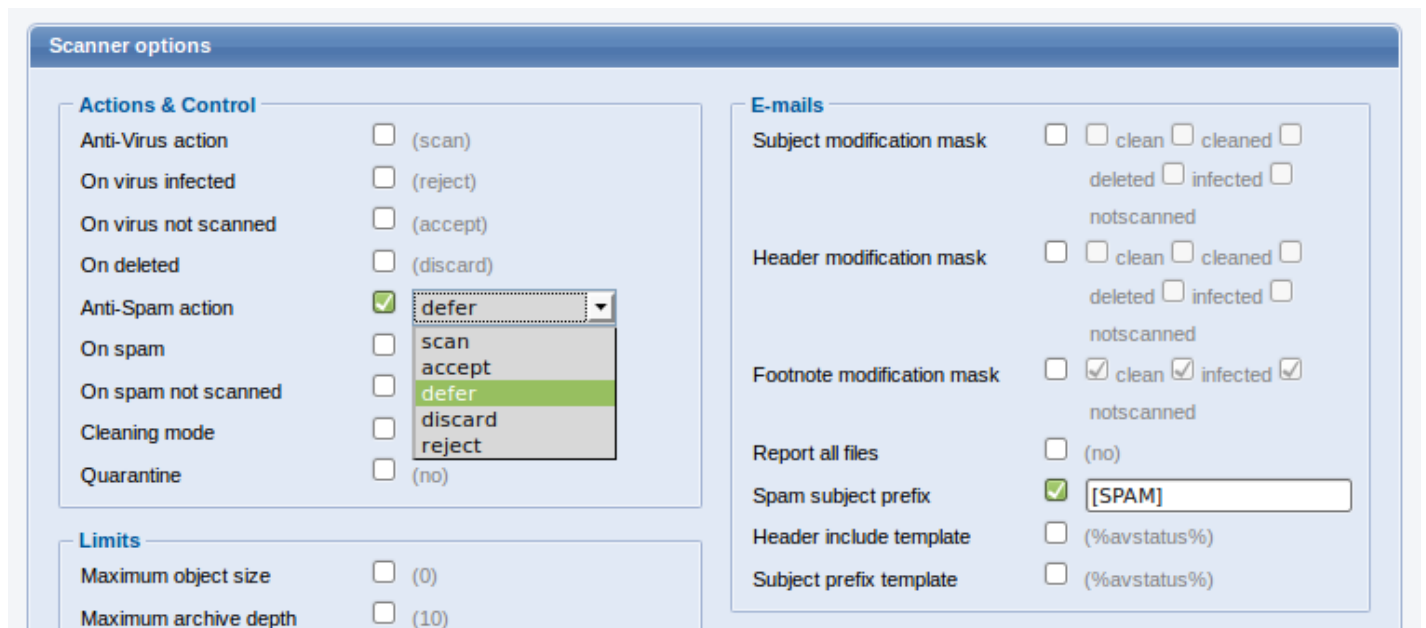 Scanner options
Actions & Control
Anti-Virus action (scan)
On virus infected (reject)
On virus not scanned (accept)
On deleted (discard)
Anti-Spam action defer
scan
On spam
accept
On spam not scanned defer
discard
Cleaning mode
reject
Quarantine (no)
Limits
Maximum object size (0)
Maximum archive depth (10)
E-mails
Subject modification mask clean cleaned
deleted infected
notscanned
Header modification mask clean cleaned
deleted infected
notscanned
Footnote modification mask clean infected
notscanned
Report all files (no)
Spam subject prefix [SPAM]
Header include template (%avstatus%)
Subject prefix template (%avstatus%)